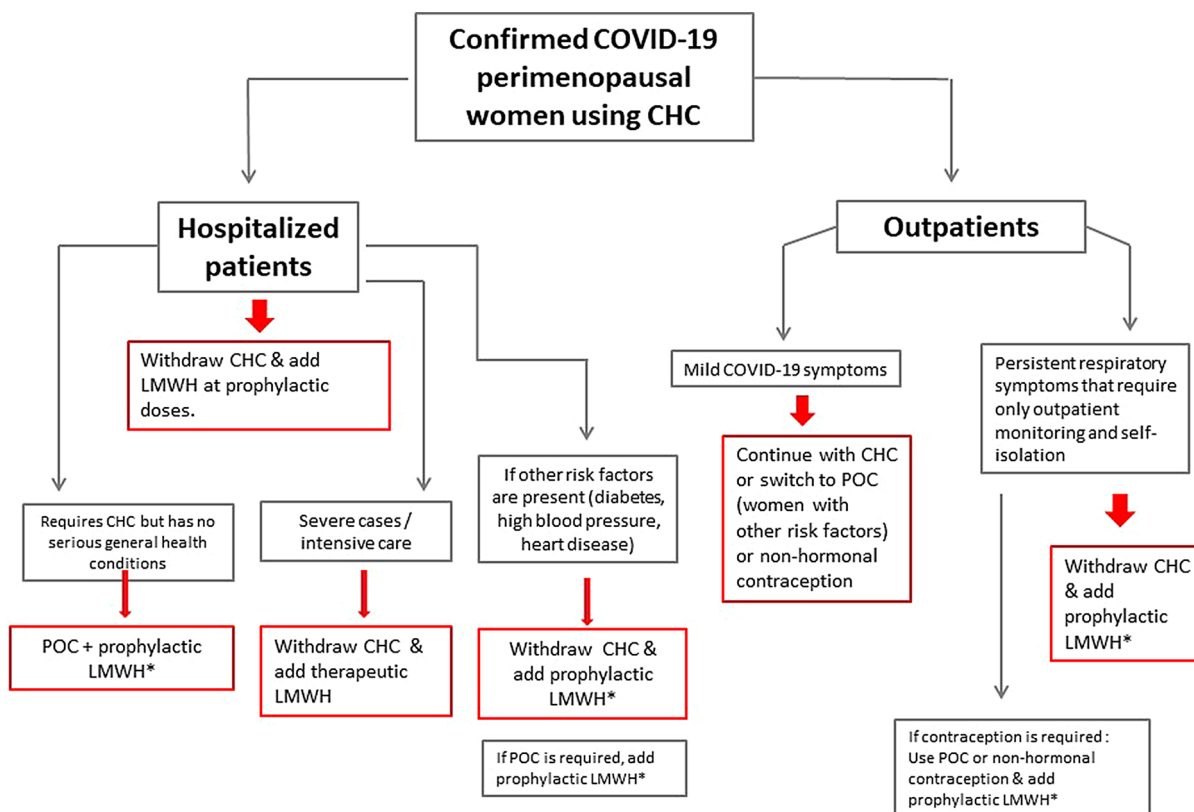 Confirmed COVID-19
perimenopausal
women using CHC
Hospitalized
patients
Outpatients
Withdraw CHC & add
LMWH at prophylactic
doses.
Mild COVID-19 symptoms
Persistent respiratory
symptoms that require
only outpatient
monitoring and self-
isolation
Requires CHC but has no
serious general health
conditions
Severe cases /
intensive care
If other risk factors
are present (diabetes,
high blood pressure,
heart disease)
Continue with CHC
or switch to POC
(women with
other risk factors)
or non-hormonal
contraception
Withdraw CHC
& add
prophylactic
LMWH*
POC + prophylactic
LMWH*
Withdraw CHC &
add therapeutic
LMWH
Withdraw CHC &
add prophylactic
LMWH*
If POC is required, add
prophylactic LMWH*
If contraception is required :
Use POC or non-hormonal
contraception & add
prophylactic LMWH*